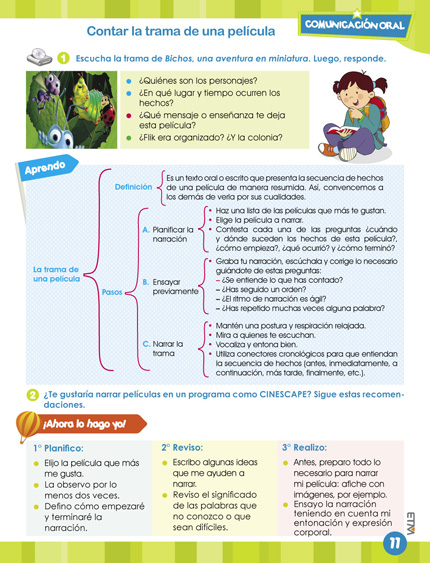 Contar la trama de una película
COMUNICACIÓN ORAL
1 Escucha la trama de Bichos, una aventura en miniatura. Luego, responde.
¿Quiénes son los personajes?
¿En qué lugar y tiempo ocurren los
hechos?
¿Qué mensaje o enseñanza te deja
esta película?
¿Flik era organizado? ¿Y la colonia?
Aprendo
La trama de
una película
Definición
Es un texto oral o escrito que presenta la secuencia de hechos
de una película de manera resumida. Así, convencemos a
los demás de verla por sus cualidades.
Pasos
A. Planificar la
narración
• Haz una lista de las películas que más te gustan.
• Elige la película a narrar.
• Contesta cada una de las preguntas ¿cuándo
y dónde suceden los hechos de esta película?,
¿cómo empieza?, ¿qué ocurrió? y ¿cómo terminó?
B. Ensayar
previamente
• Graba tu narración, escúchala y corrige lo necesario
guiándote de estas preguntas:
– ¿Se entiende lo que has contado?
– ¿Has seguido un orden?
– ¿El ritmo de narración es ágil?
– ¿Has repetido muchas veces alguna palabra?
C. Narrar la
trama
• Mantén una postura y respiración relajada.
• Mira a quienes te escuchan.
• Vocaliza y entona bien.
• Utiliza conectores cronológicos para que entiendan
la secuencia de hechos (antes, inmediatamente, a
continuación, más tarde, finalmente, etc.).
2 ¿Te gustaría narrar películas en un programa como CINESCAPE? Sigue estas recomen-
daciones.
¡Ahora lo hago yo!
1° Planifico:
Elijo la película que más
me gusta.
La observo por lo
menos dos veces.
Defino cómo empezaré
y terminaré la
narración.
2° Reviso:
Escribo algunas ideas
que me ayuden a
narrar.
Reviso el significado
de las palabras que
no conozco o que
sean difíciles.
3° Realizo:
Antes, preparo todo lo
necesario para narrar
mi película: afiche con
imágenes, por ejemplo.
Ensayo la narración
teniendo en cuenta mi
entonación y expresión
corporal.
11